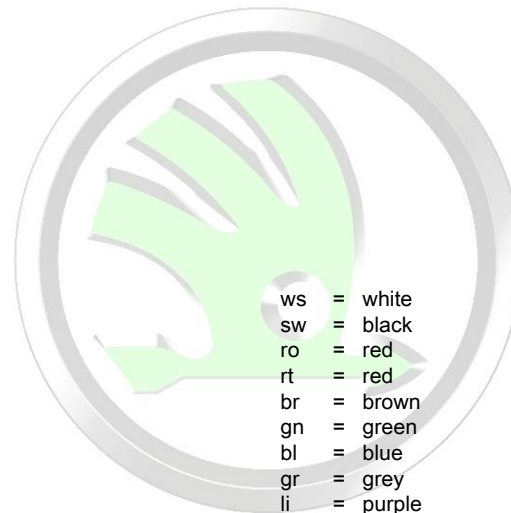 ws = white
sw = black
ro = red
rt = red
br = brown
gn = green
bl = blue
gr = grey
li = purple